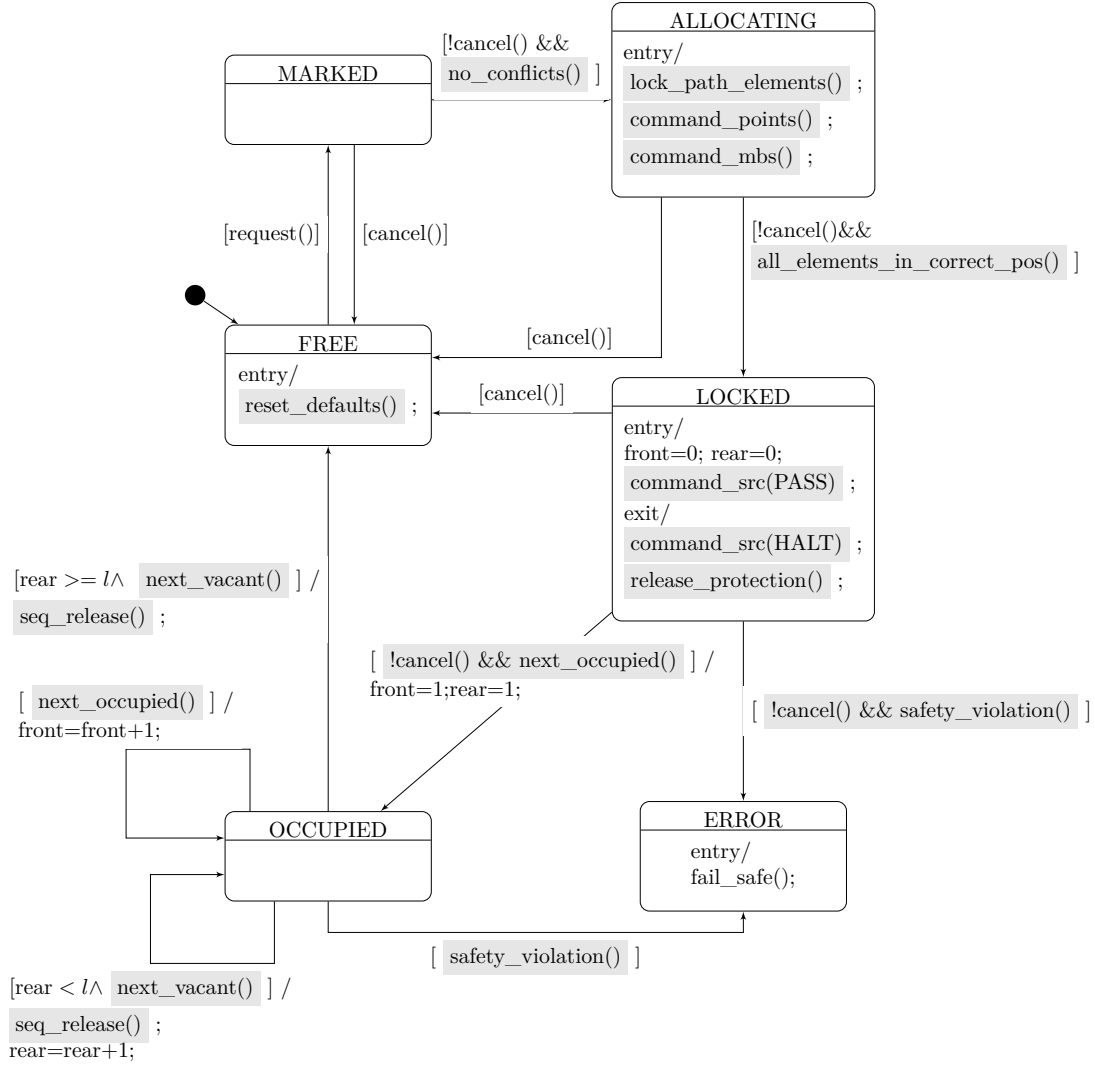 MARKED
[!cancel() &&
no_conflicts() ]
ALLOCATING
entry/
lock_path_elements() ;
command_points() ;
command_mbs() ;
[request()]
[cancel()]
[!cancel()&&
all_elements_in_correct_pos() ]
FREE
entry/
reset_defaults() ;
[cancel()]
[cancel()]
LOCKED
entry/
front=0; rear=0;
command_src(PASS) ;
exit/
command_src(HALT) ;
release_protection() ;
[rear >= l∧ next_vacant() ] /
seq_release() ;
[ !cancel() && next_occupied() ] /
front=1;rear=1;
[ next_occupied() ] /
front=front+1;
[ !cancel() && safety_violation() ]
OCCUPIED
ERROR
entry/
fail_safe();
[ safety_violation() ]
[rear < l∧ next_vacant() ] /
seq_release() ;
rear=rear+1;